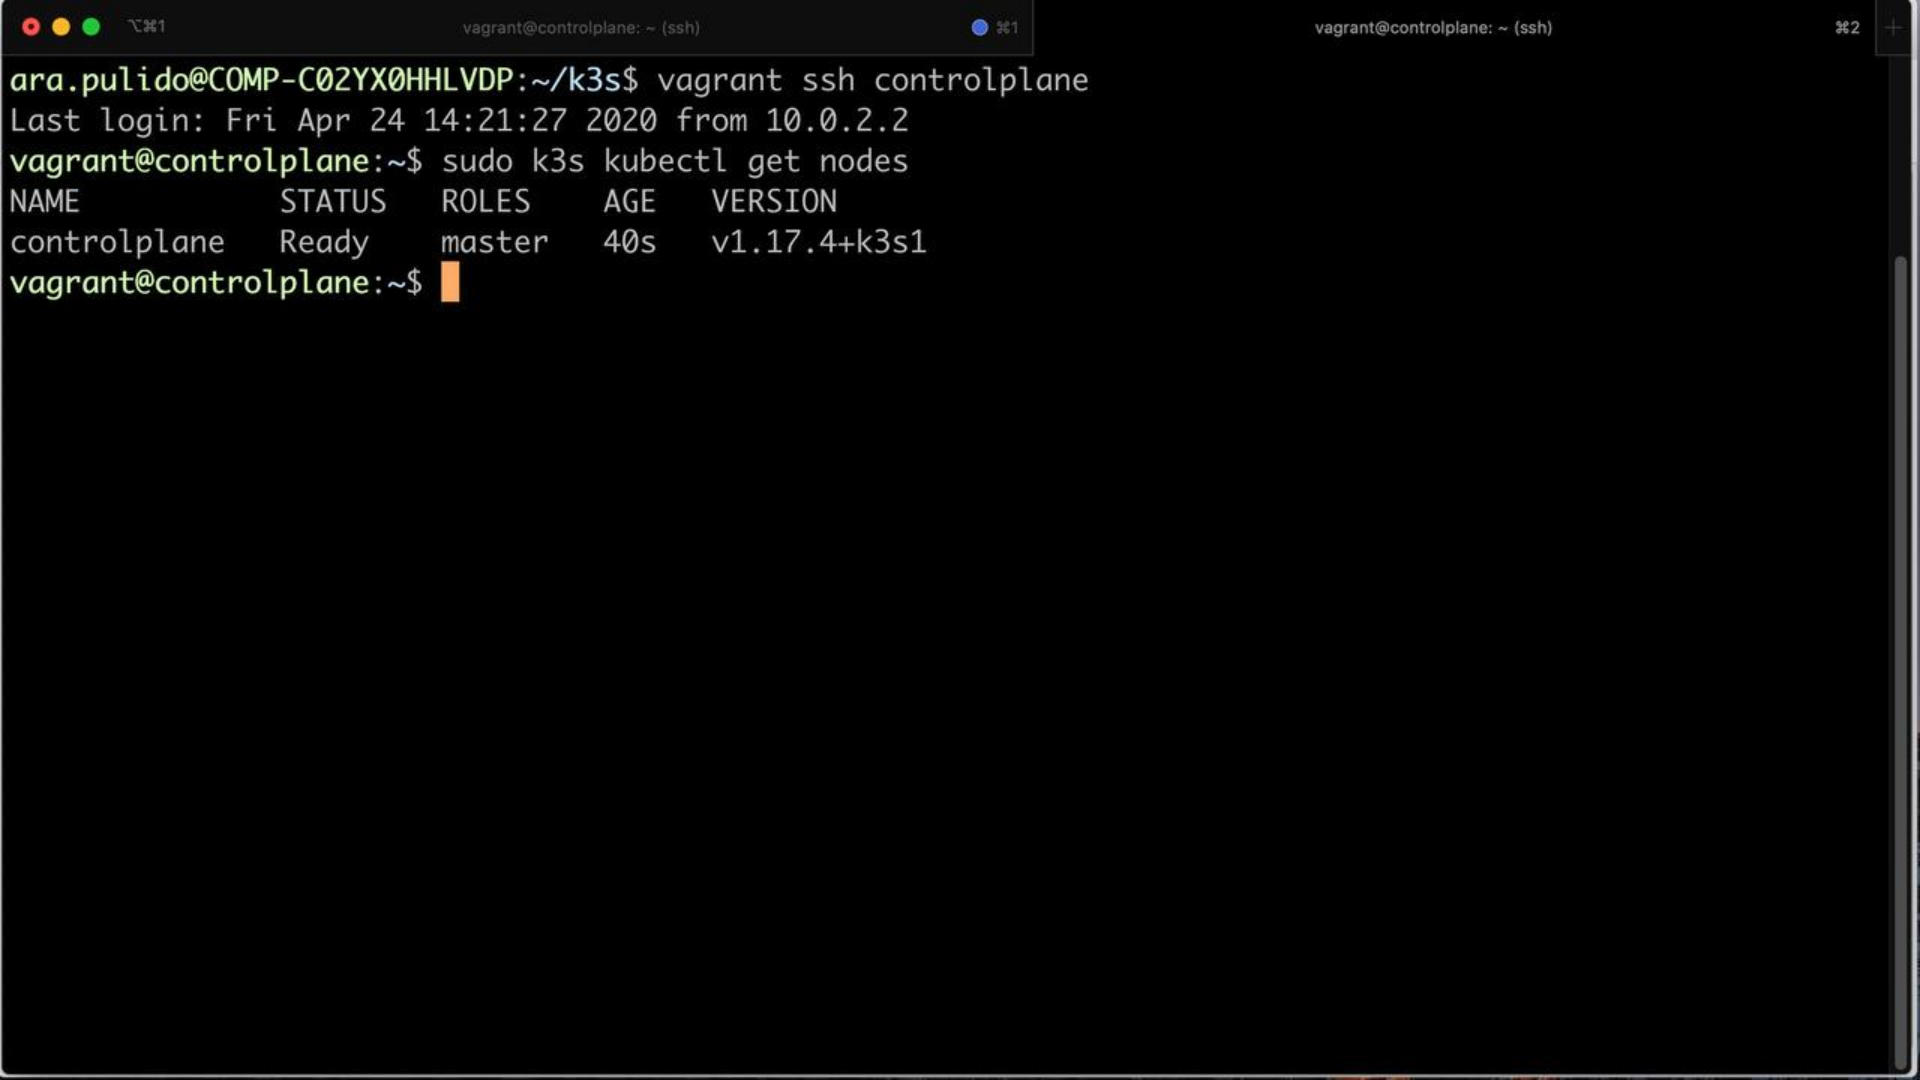 ⌥⌘1 vagrant@controlplane: ~ (ssh) ⌘1 vagrant@controlplane: ~ (ssh) ⌘2 +
ara.pulido@COMP-C02YX0HHLVDP:~/k3s$ vagrant ssh controlplane
Last login: Fri Apr 24 14:21:27 2020 from 10.0.2.2
vagrant@controlplane:~$ sudo k3s kubectl get nodes
NAME STATUS ROLES AGE VERSION
controlplane Ready master 40s v1.17.4+k3s1
vagrant@controlplane:~$